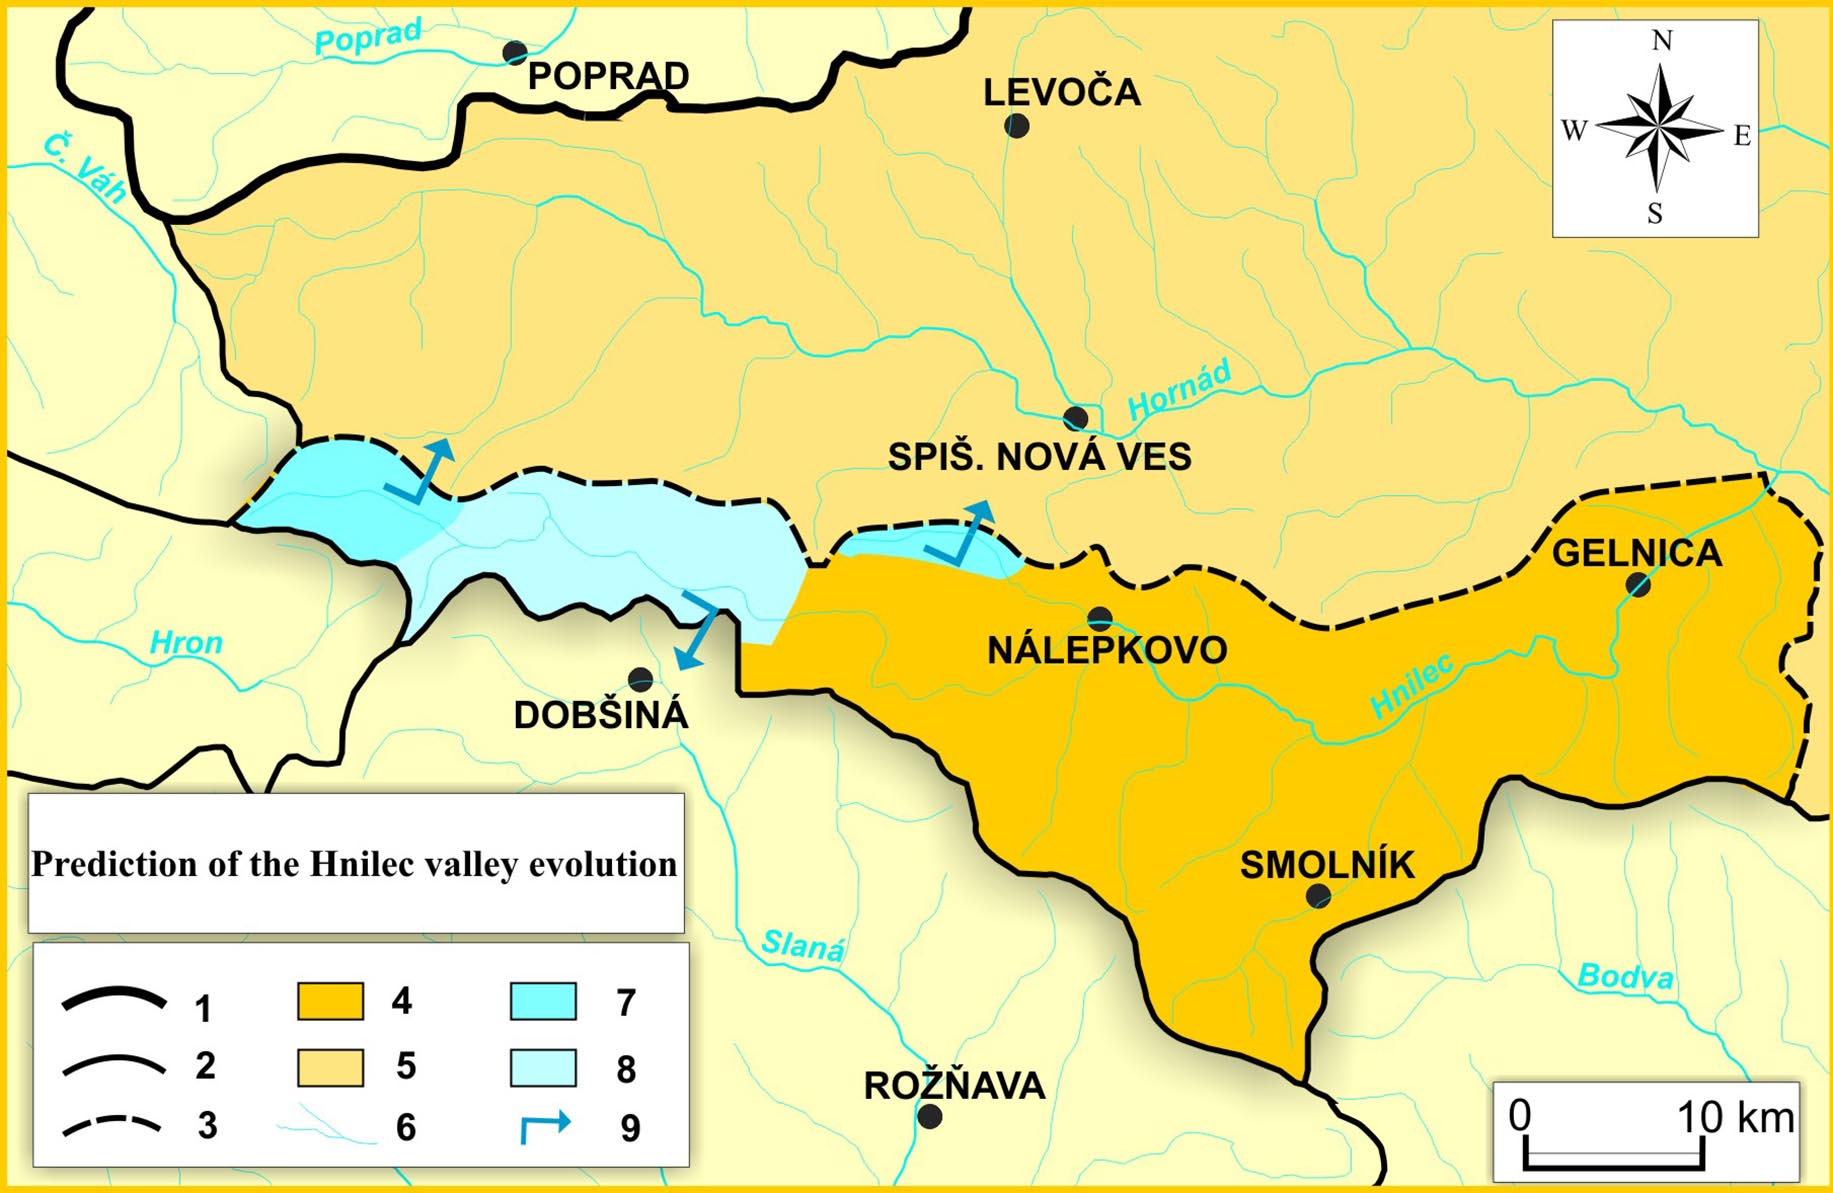 Poprad
POPRAD
LEVOČA
N
W
E
S
Č. Váh
Hornád
SPIŠ. NOVÁ VES
GELNICA
NÁLEPKOVO
Hron
DOBŠINÁ
Hnilec
SMOLNÍK
Prediction of the Hnilec valley evolution
Slaná
Bodva
ROŽŇAVA
1
4
7
2
5
8
3
6
9
0
10 km